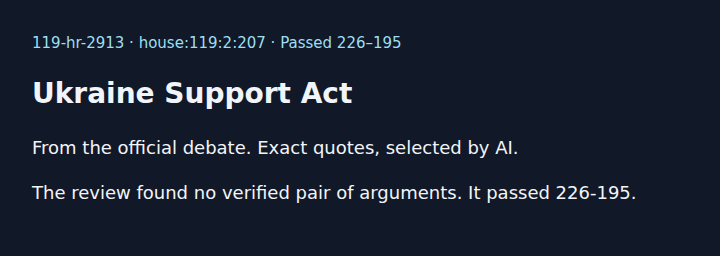 119-hr-2913 · house:119:2:207 · Passed 226–195
Ukraine Support Act
From the official debate. Exact quotes, selected by AI.
The review found no verified pair of arguments. It passed 226-195.